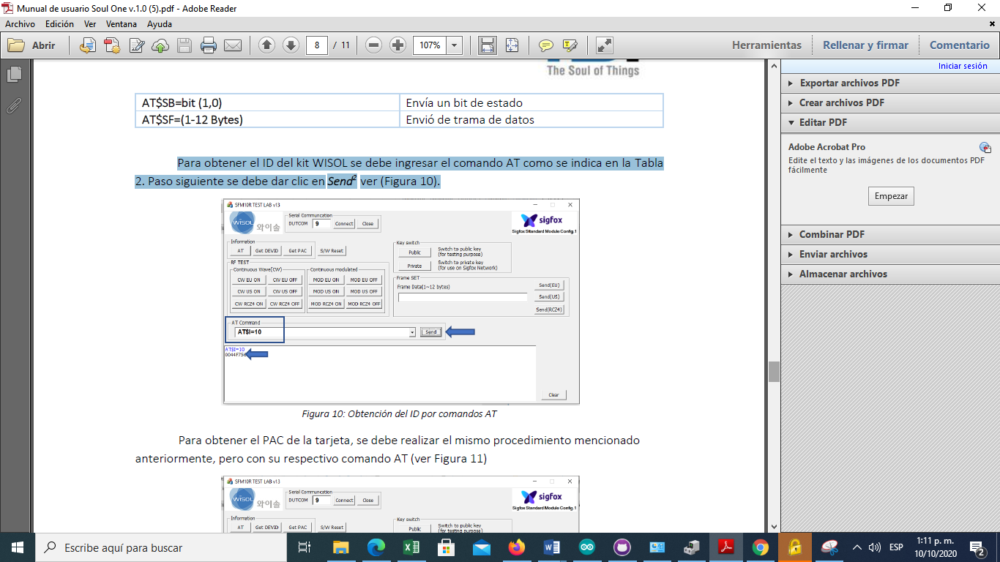 Munual de usuario Soul One v.1.0 (5).pdf - Adobe Reader
Archivo Edición Ver Ventana Ayuda
Abrir 8 / 11 107% Herramientas Rellenar y firmar Comentario
Iniciar sesión
The Soul of Things
AT$SB=bit (1,0) Envía un bit de estado
AT$SF=(1-12 Bytes) Envió de trama de datos
Para obtener el ID del kit WISOL se debe ingresar el comando AT como se indica en la Tabla
2. Paso siguiente se debe dar clic en Send2 ver (Figura 10).
SFM10R TEST LAB v13
WISOL 와이솔
Serial Communcation
DUTCOM 9 Connect Close
sigfox
Sigfox Standard Module Config.1
Information
AT Get DEVID Get PAC S/W Reset
Key switch
Public Switch to public key
(for testing purpose)
Private Switch to private key
(for use on Sigfox Network)
RF TEST
Continuous Wave(CW) Continuous modulated
CW EU ON CW EU OFF MOD EU ON MOD EU OFF
CW US ON CW US OFF MOD US ON MOD US OFF
CW RCZ4 ON CW RCZ4 OFF MOD RCZ4 ON MOD RCZ4 OFF
Frame SET
Frame Data(1~12 bytes)
Send(EU)
Send(US)
Send(RCZ4)
AT Command
AT$I=10 Send
AT$I=10
0044F756
Clear
Figura 10: Obtención del ID por comandos AT
Para obtener el PAC de la tarjeta, se debe realizar el mismo procedimiento mencionado
anteriormente, pero con su respectivo comando AT (ver Figura 11)
SFM10R TEST LAB v13
WISOL 와이솔
Serial Communcation
DUTCOM 9 Connect Close
sigfox
Sigfox Standard Module Config.1
Information
AT Get DEVID Get PAC S/W Reset
Key switch
Public Switch to public key
(for testing purpose)
Exportar archivos PDF
Crear archivos PDF
Editar PDF
Adobe Acrobat Pro
Edite el texto y las imágenes de los documentos PDF
fácilmente
Empezar
Combinar PDF
Enviar archivos
Almacenar archivos
Escribe aquí para buscar
ESP
1:11 p. m.
10/10/2020
2